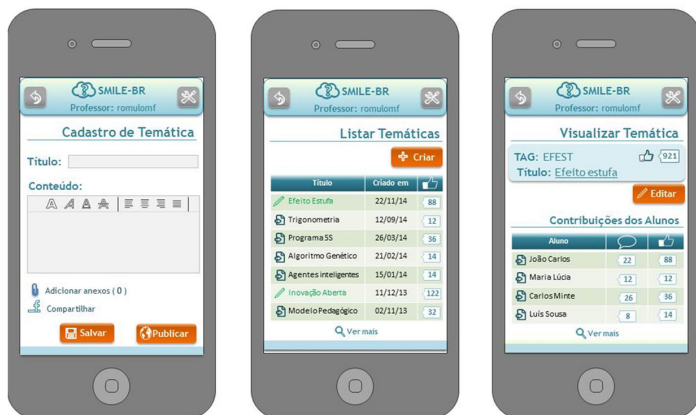 SMILE-BR
Professor: romulomf
Cadastro de Temática
Título:
Conteúdo:
A A A A
Adicionar anexos ( 0 )
Compartilhar
Salvar Publicar
SMILE-BR
Professor: romulomf
Listar Temáticas
Criar
Título Criado em
Efeito Estufa 22/11/14 88
Trigonometria 12/09/14 12
Programa 5S 26/03/14 36
Algoritmo Genético 21/02/14 14
Agentes inteligentes 15/01/14 14
Inovação Aberta 11/12/13 122
Modelo Pedagógico 02/11/13 32
Ver mais
SMILE-BR
Professor: romulomf
Visualizar Temática
TAG: EFEST 921
Título: Efeito estufa
Editar
Contribuições dos Alunos
Aluno
João Carlos 22 88
Maria Lúcia 12 12
Carlos Minte 26 36
Luís Sousa 8 14
Ver mais